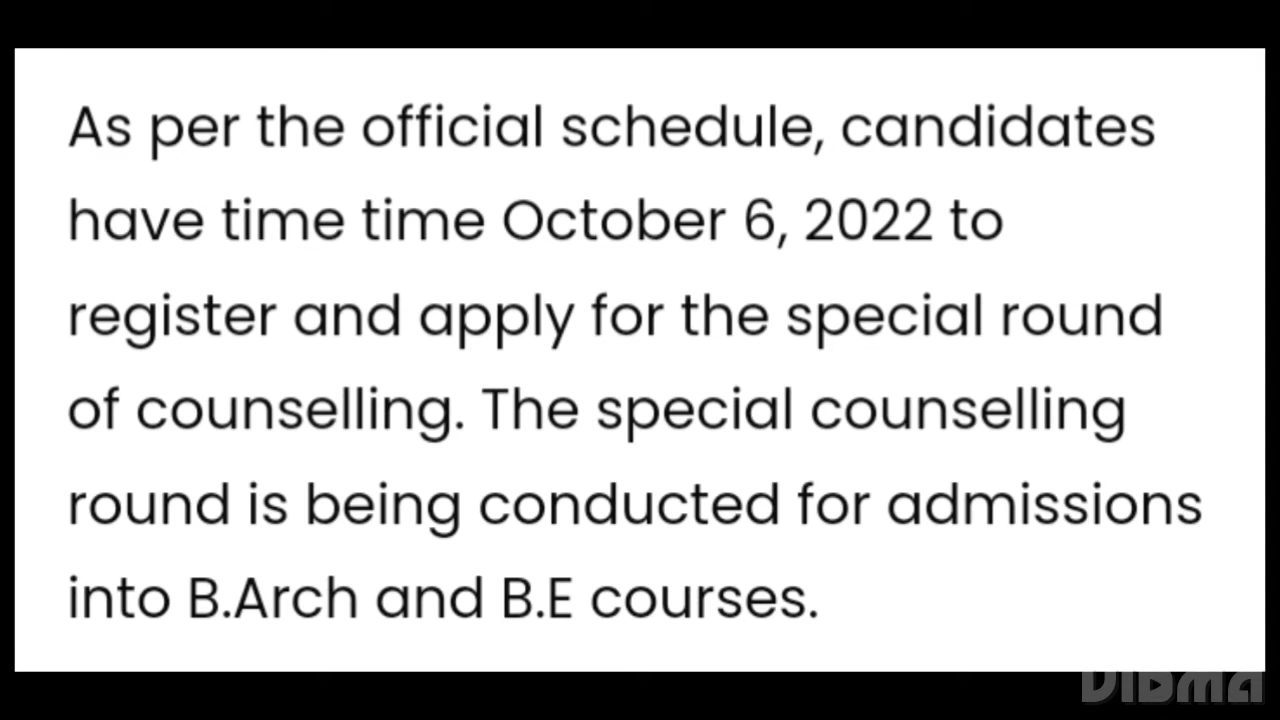 As per the official schedule, candidates
have time time October 6, 2022 to
register and apply for the special round
of counselling. The special counselling
round is being conducted for admissions
into B.Arch and B.E courses.